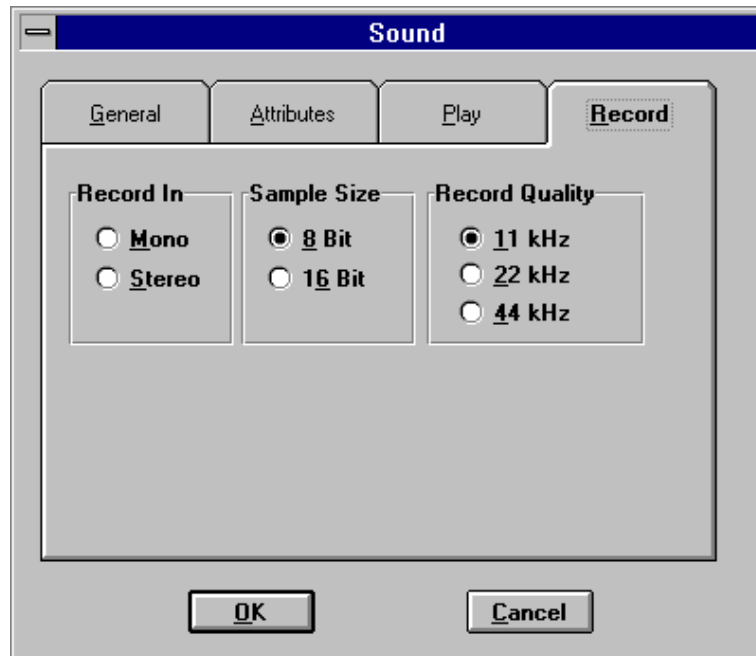 Sound
General Attributes Play Record
Record In Sample Size Record Quality
Mono 8 Bit 11 kHz
Stereo 16 Bit 22 kHz
44 kHz
OK Cancel